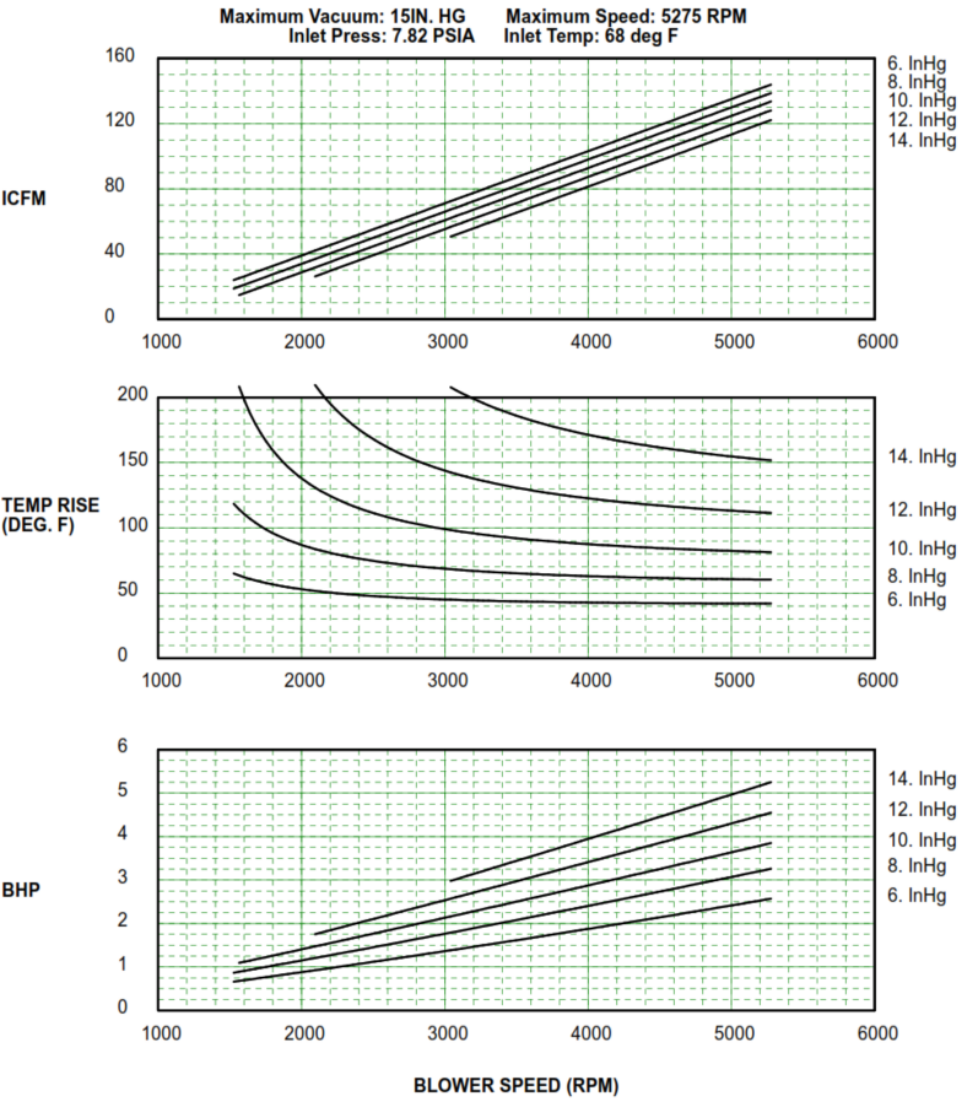 Maximum Vacuum: 15IN. HG Maximum Speed: 5275 RPM
Inlet Press: 7.82 PSIA Inlet Temp: 68 deg F
160
120
80
40
0
ICFM
6. InHg
8. InHg
10. InHg
12. InHg
14. InHg
1000 2000 3000 4000 5000 6000
200
150
100
50
0
TEMP RISE
(DEG. F)
14. InHg
12. InHg
10. InHg
8. InHg
6. InHg
1000 2000 3000 4000 5000 6000
6
5
4
3
2
1
0
BHP
14. InHg
12. InHg
10. InHg
8. InHg
6. InHg
1000 2000 3000 4000 5000 6000
BLOWER SPEED (RPM)